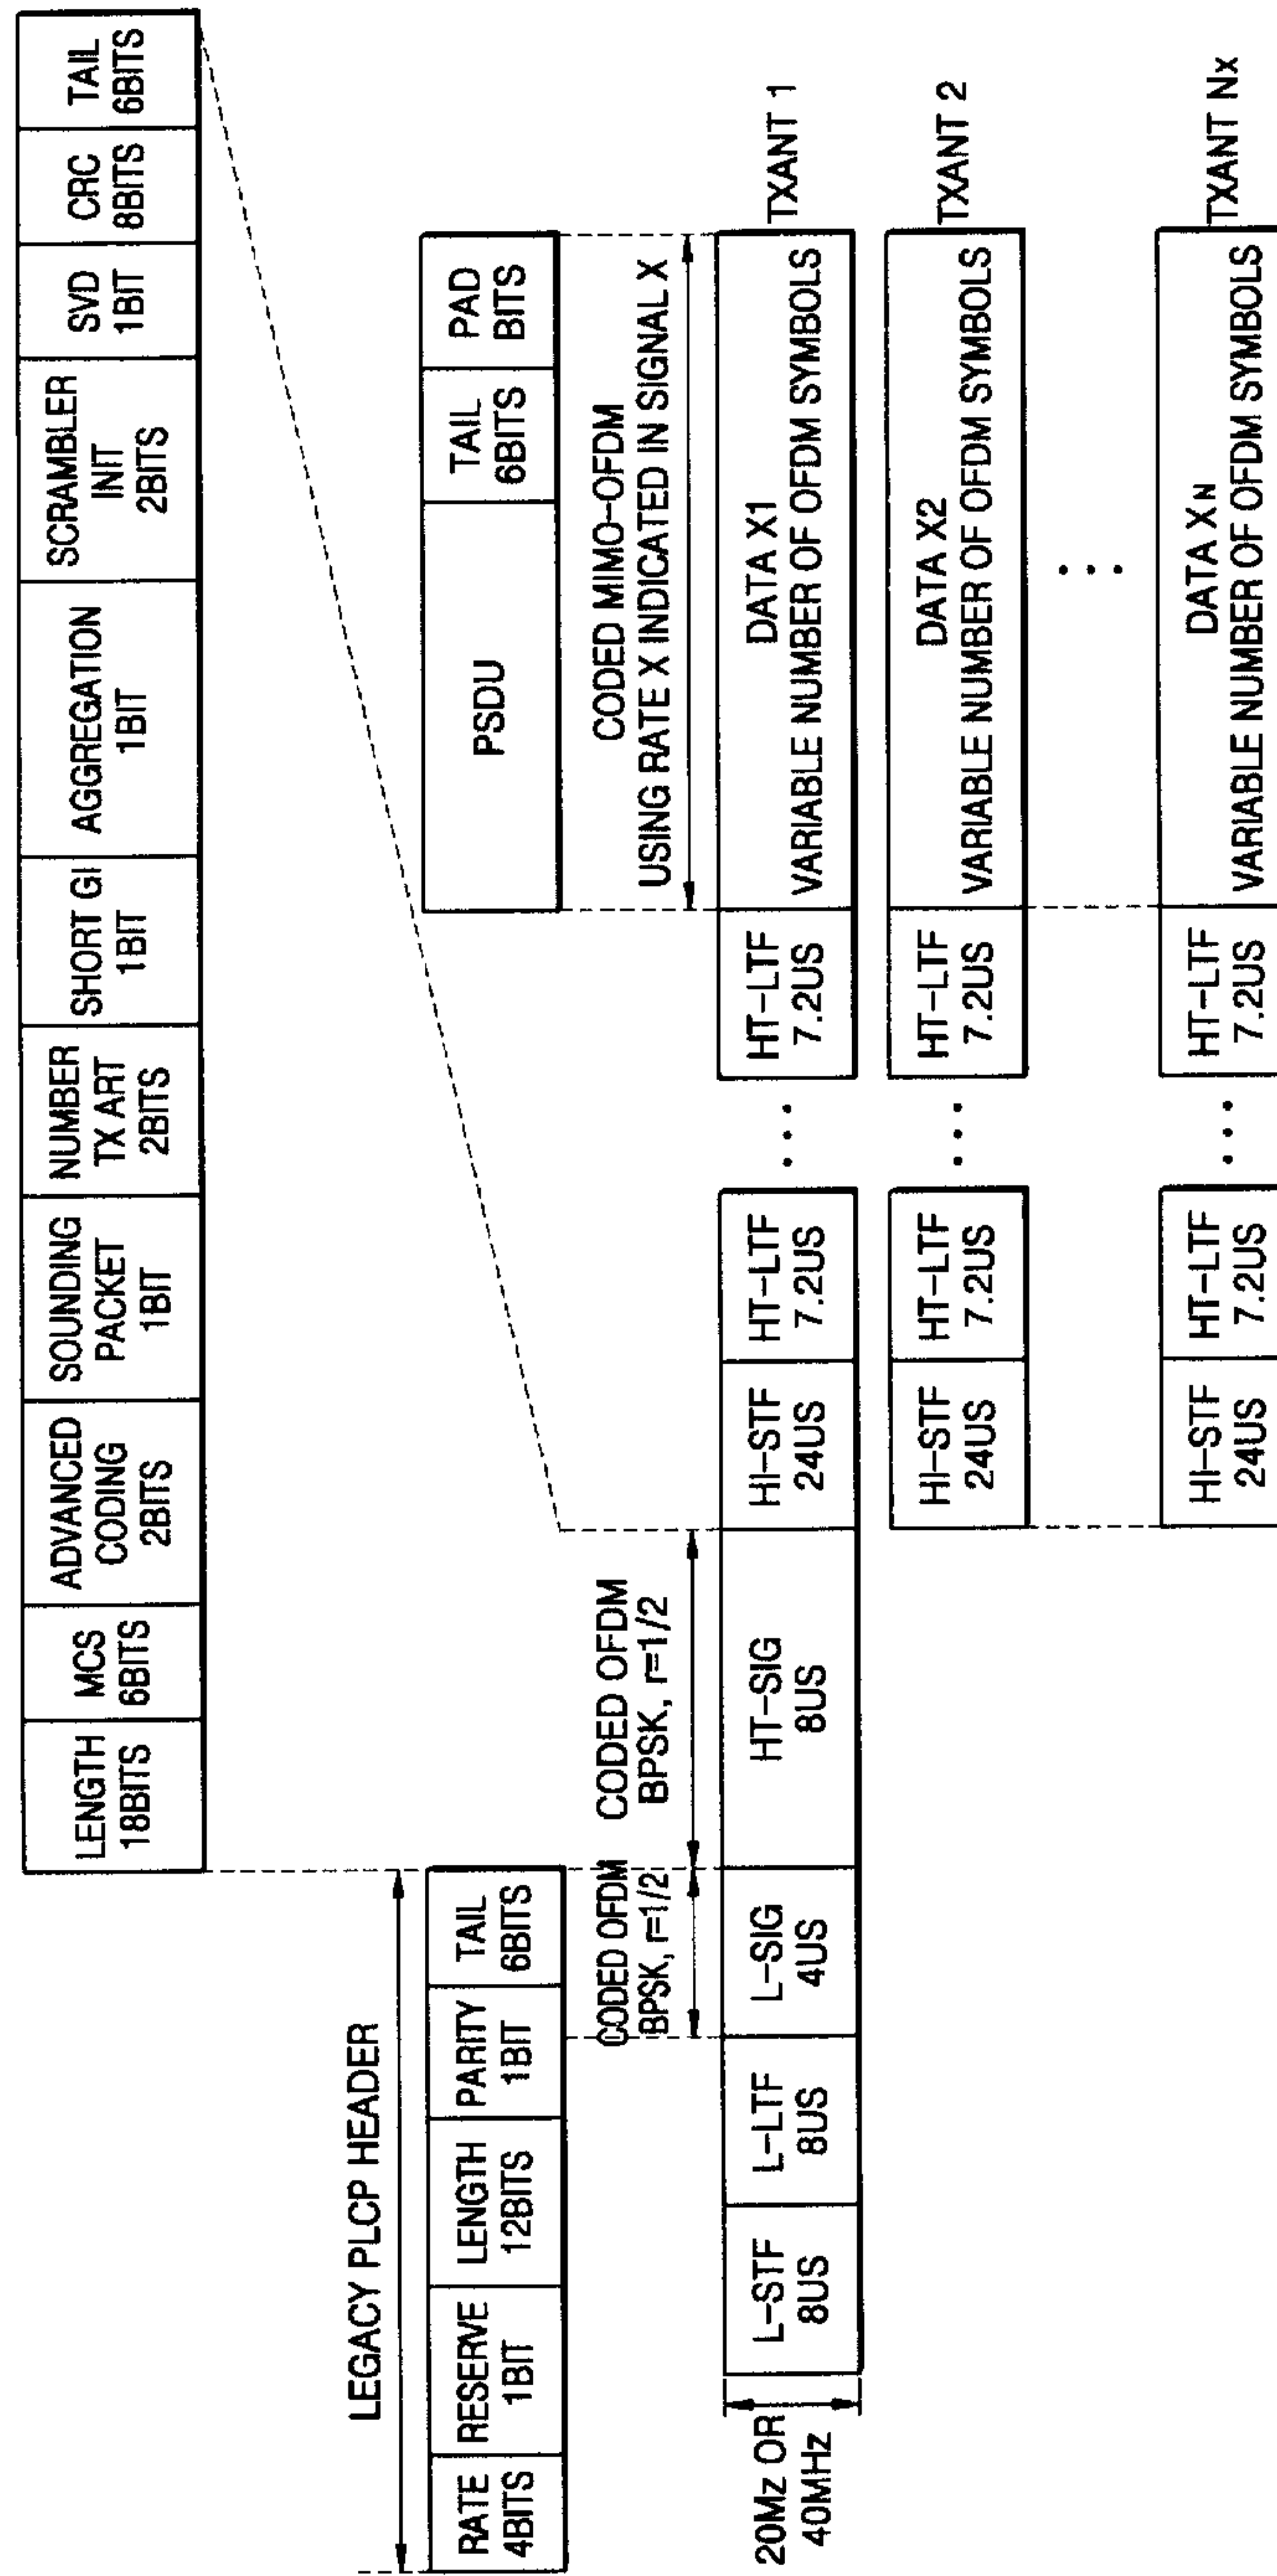 LENGTH
18BITS
MCS
6BITS
ADVANCED
CODING
2BITS
SOUNDING
PACKET
1BIT
NUMBER
TX ART
2BITS
SHORT GI
1BIT
AGGREGATION
1BIT
SCRAMBLER
INIT
2BITS
SVD
1BIT
CRC
8BITS
TAIL
6BITS
LEGACY PLCP HEADER
RATE
4BITS
RESERVE
1BIT
LENGTH
12BITS
PARITY
1BIT
TAIL
6BITS
PSDU
TAIL
6BITS
PAD
BITS
CODED OFDM
BPSK, r=1/2
CODED OFDM
BPSK, r=1/2
CODED MIMO-OFDM
USING RATE X INDICATED IN SIGNAL X
20Mz OR
40MHz
L-STF
8US
L-LTF
8US
L-SIG
4US
HT-SIG
8US
HI-STF
24US
HT-LTF
7.2US
...
HT-LTF
7.2US
DATA X1
VARIABLE NUMBER OF OFDM SYMBOLS
TXANT 1
HI-STF
24US
HT-LTF
7.2US
...
HT-LTF
7.2US
DATA X2
VARIABLE NUMBER OF OFDM SYMBOLS
TXANT 2
...
HI-STF
24US
HT-LTF
7.2US
...
HT-LTF
7.2US
DATA XN
VARIABLE NUMBER OF OFDM SYMBOLS
TXANT Nx